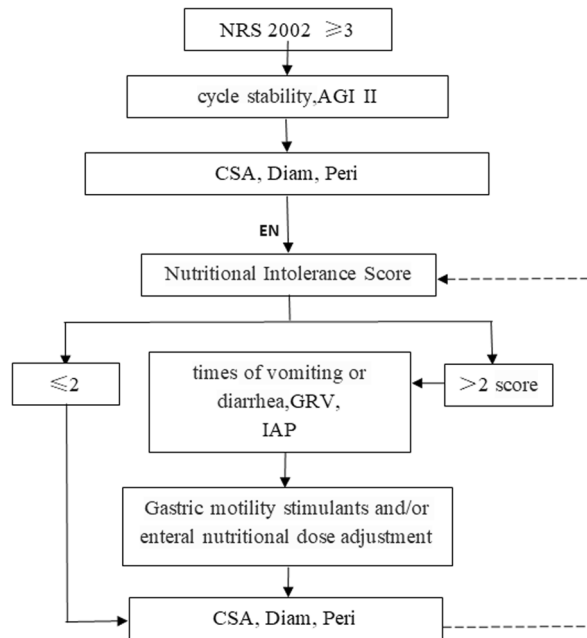 NRS 2002 ≥3
cycle stability,AGI II
CSA, Diam, Peri
EN
Nutritional Intolerance Score
≤2
times of vomiting or
diarrhea,GRV,
IAP
>2 score
Gastric motility stimulants and/or
enteral nutritional dose adjustment
CSA, Diam, Peri